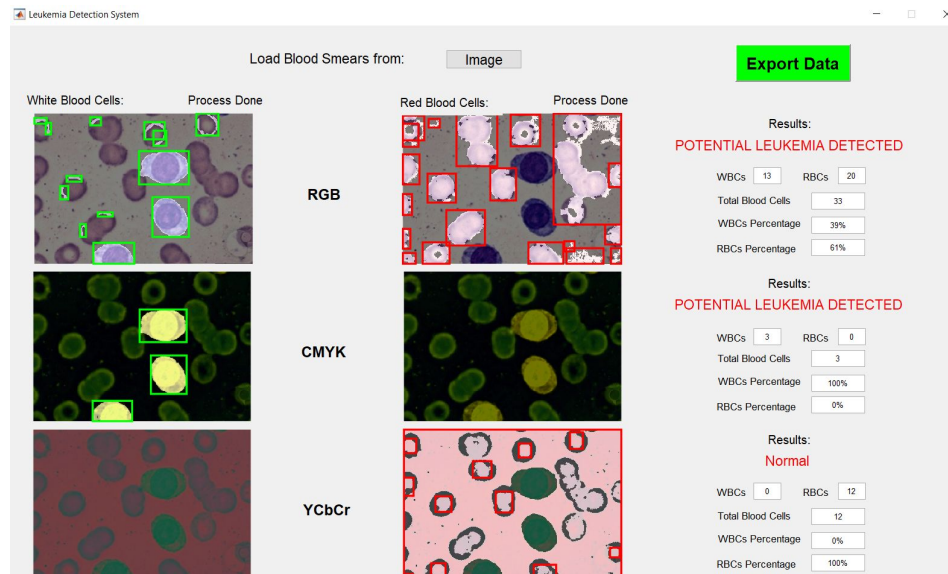 Leukemia Detection System
Load Blood Smears from:
Image
Export Data
White Blood Cells:
Process Done
Red Blood Cells:
Process Done
RGB
Results:
POTENTIAL LEUKEMIA DETECTED
WBCs 13 RBCs 20
Total Blood Cells 33
WBCs Percentage 39%
RBCs Percentage 61%
CMYK
Results:
POTENTIAL LEUKEMIA DETECTED
WBCs 3 RBCs 0
Total Blood Cells 3
WBCs Percentage 100%
RBCs Percentage 0%
YCbCr
Results:
Normal
WBCs 0 RBCs 12
Total Blood Cells 12
WBCs Percentage 0%
RBCs Percentage 100%